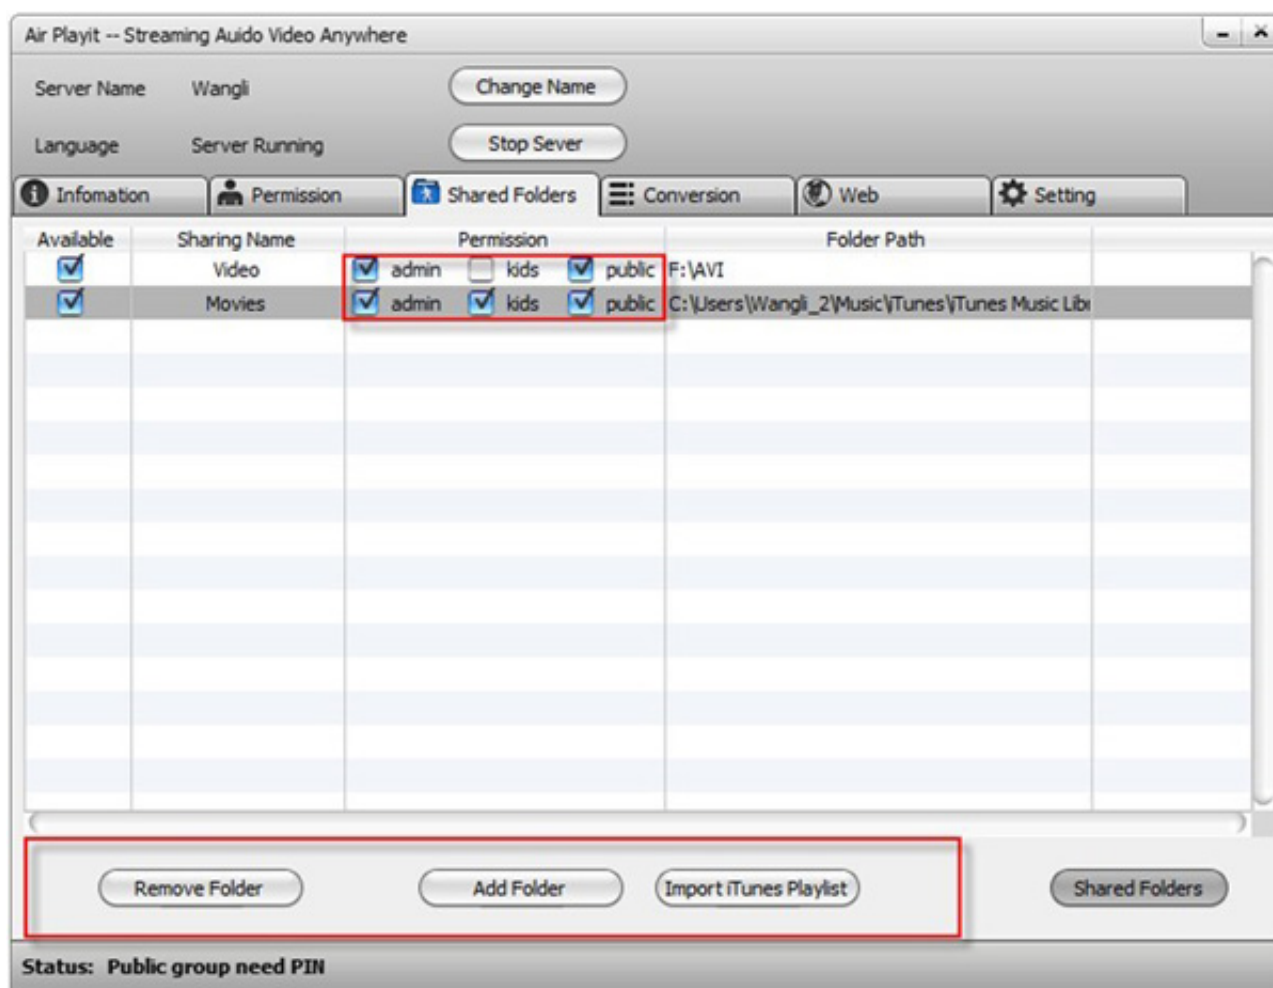 Air Playit -- Streaming Auido Video Anywhere
Server Name Wangli Change Name
Language Server Running Stop Sever
Infomation Permission Shared Folders Conversion Web Setting
Available Sharing Name Permission Folder Path
Video admin kids public F:\AVI
Movies admin kids public C:\Users\Wangli_2\Music\iTunes\iTunes Music Libr
Remove Folder Add Folder Import iTunes Playlist Shared Folders
Status: Public group need PIN